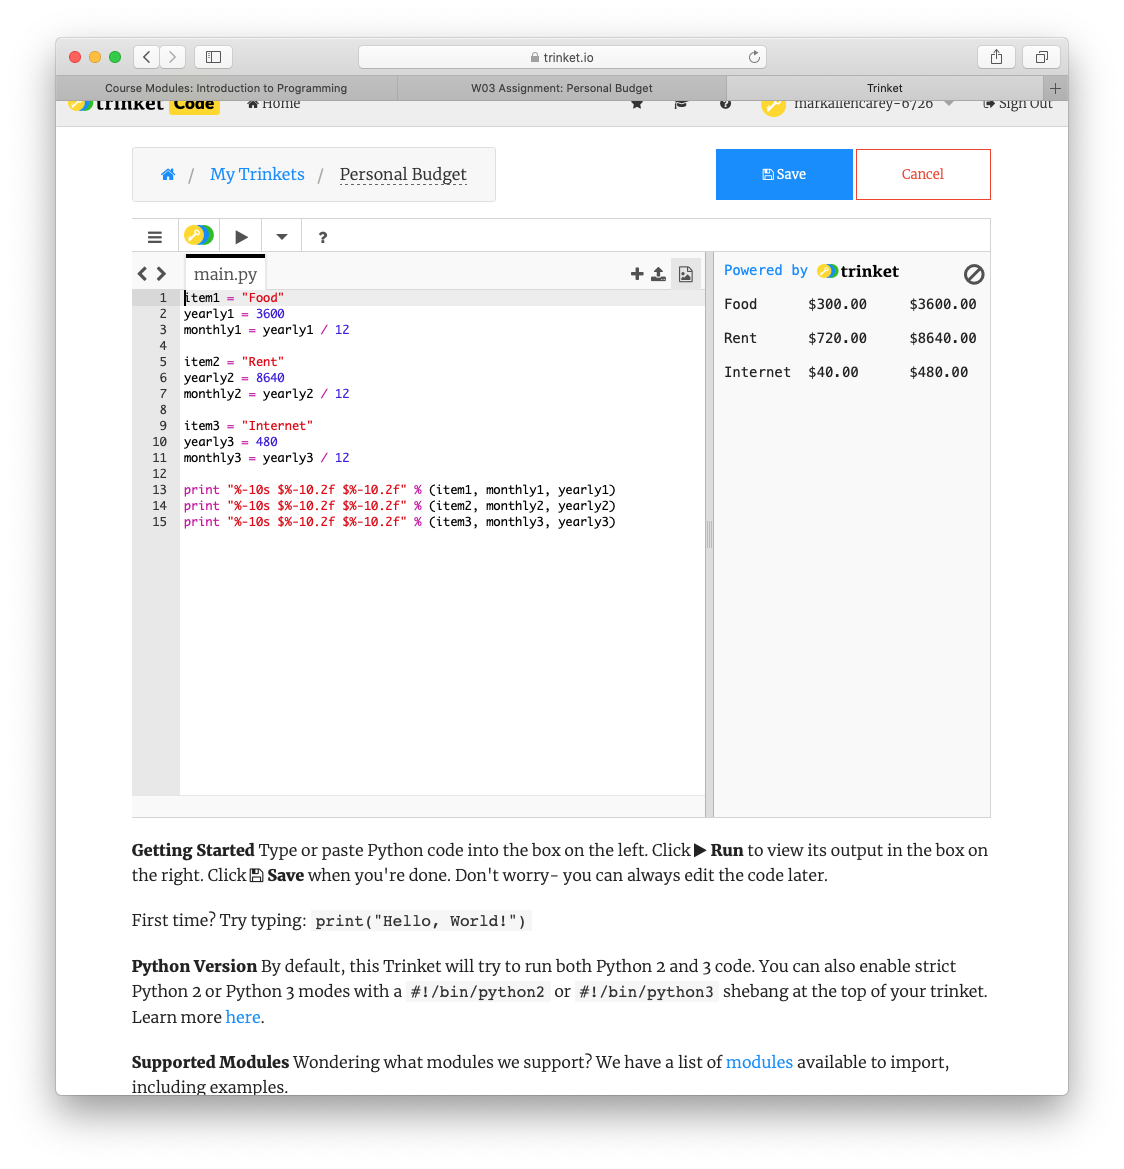 trinket.io
Course Modules: Introduction to Programming
W03 Assignment: Personal Budget
Trinket
trinket Code
Home
markallencarey-6726
Sign Out
/ My Trinkets / Personal Budget
Save
Cancel
?
main.py
Powered by trinket
1 item1 = "Food"
2 yearly1 = 3600
3 monthly1 = yearly1 / 12
4
5 item2 = "Rent"
6 yearly2 = 8640
7 monthly2 = yearly2 / 12
8
9 item3 = "Internet"
10 yearly3 = 480
11 monthly3 = yearly3 / 12
12
13 print "%-10s $%-10.2f $%-10.2f" % (item1, monthly1, yearly1)
14 print "%-10s $%-10.2f $%-10.2f" % (item2, monthly2, yearly2)
15 print "%-10s $%-10.2f $%-10.2f" % (item3, monthly3, yearly3)
Food $300.00 $3600.00
Rent $720.00 $8640.00
Internet $40.00 $480.00
Getting Started Type or paste Python code into the box on the left. Click Run to view its output in the box on
the right. Click Save when you're done. Don't worry- you can always edit the code later.
First time? Try typing: print("Hello, World!")
Python Version By default, this Trinket will try to run both Python 2 and 3 code. You can also enable strict
Python 2 or Python 3 modes with a #!/bin/python2 or #!/bin/python3 shebang at the top of your trinket.
Learn more here.
Supported Modules Wondering what modules we support? We have a list of modules available to import,
including examples.